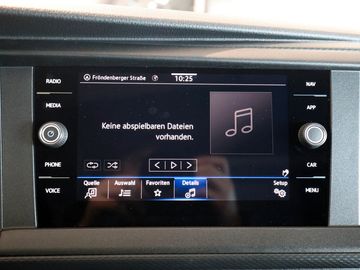 RADIO
MEDIA
PHONE
VOICE
A Fröndenberger Straße
10:25
Keine abspielbaren Dateien
vorhanden.
Quelle
Auswahl
Favoriten
Details
Setup
NAV
APP
CAR
MENU